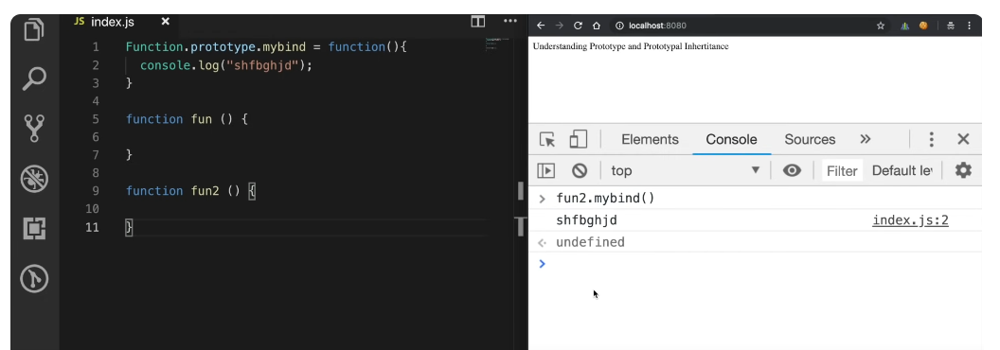 JS index.js ×
1 Function.prototype.mybind = function(){
2   console.log("shfbghjd");
3 }
4
5 function fun () {
6
7 }
8
9 function fun2 () {
10
11 }
localhost:8080
Understanding Prototype and Prototypal Inhertitance
Elements Console Sources »
top Filter Default le
> fun2.mybind()
shfbghjd index.js:2
undefined
>